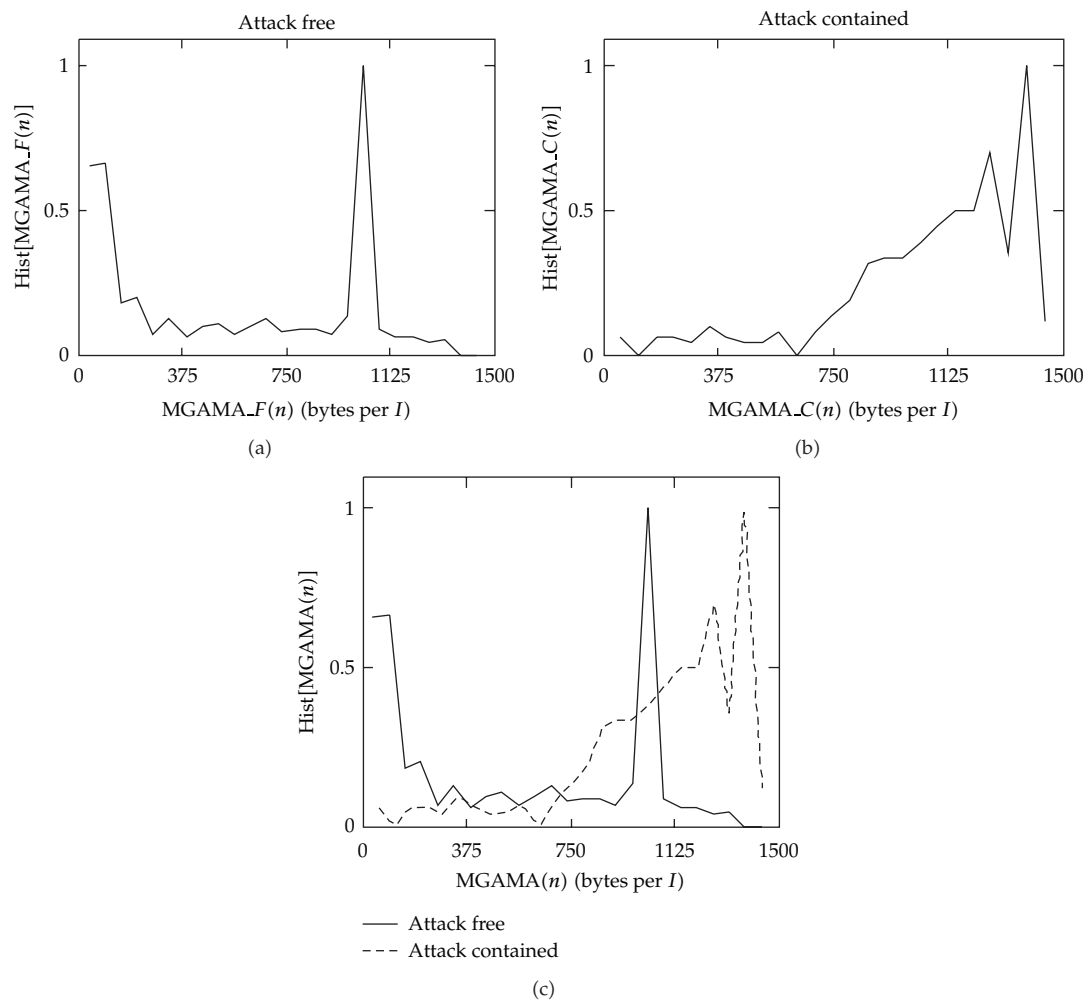 Attack free
1
0.5
0
Hist[MGAMA_F(n)]
0 375 750 1125 1500
MGAMA_F(n) (bytes per I)
(a)
Attack contained
1
0.5
0
Hist[MGAMA_C(n)]
0 375 750 1125 1500
MGAMA_C(n) (bytes per I)
(b)
1
0.5
0
Hist[MGAMA(n)]
0 375 750 1125 1500
MGAMA(n) (bytes per I)
Attack free
Attack contained
(c)